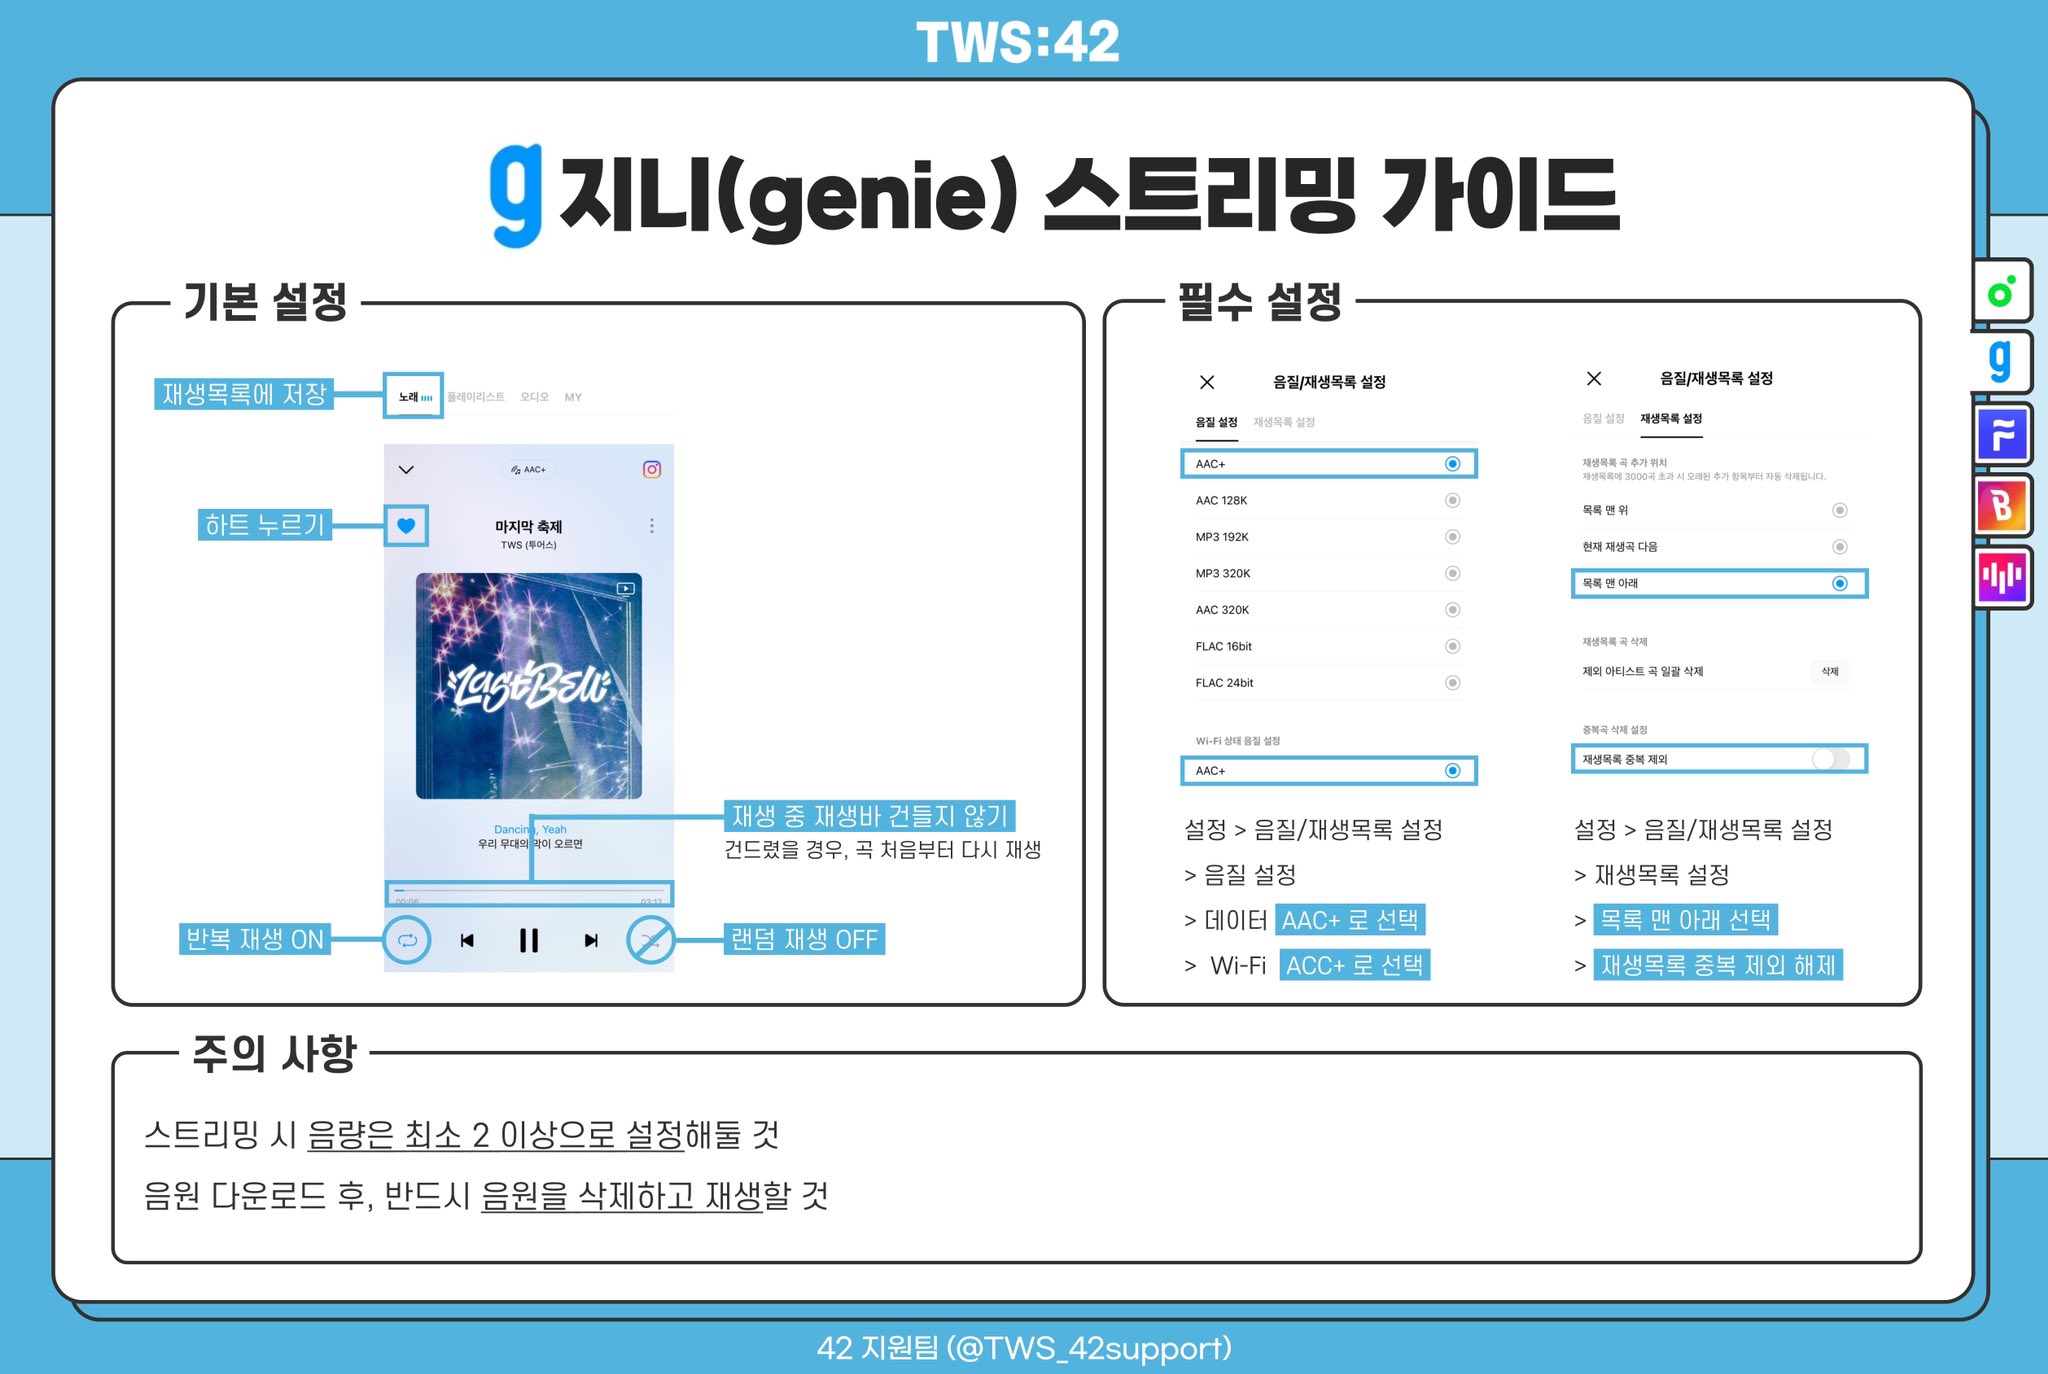 TWS:42
g 지니(genie) 스트리밍 가이드
기본 설정
재생목록에 저장
노래
플레이리스트
오디오
MY
AAC+
하트 누르기
마지막 축제
TWS (투어스)
LastBell
Dancing, Yeah
우리 무대의 막이 오르면
재생 중 재생바 건들지 않기
건드렸을 경우, 곡 처음부터 다시 재생
00:06
03:12
반복 재생 ON
랜덤 재생 OFF
필수 설정
음질/재생목록 설정
음질 설정
재생목록 설정
AAC+
AAC 128K
MP3 192K
MP3 320K
AAC 320K
FLAC 16bit
FLAC 24bit
Wi-Fi 상태 음질 설정
AAC+
설정 > 음질/재생목록 설정
> 음질 설정
> 데이터 AAC+ 로 선택
> Wi-Fi ACC+ 로 선택
음질/재생목록 설정
음질 설정
재생목록 설정
재생목록 곡 추가 위치
재생목록에 3000곡 초과 시 오래된 추가 항목부터 자동 삭제됩니다.
목록 맨 위
현재 재생곡 다음
목록 맨 아래
재생목록 곡 삭제
제외 아티스트 곡 일괄 삭제
삭제
중복곡 삭제 설정
재생목록 중복 제외
설정 > 음질/재생목록 설정
> 재생목록 설정
> 목록 맨 아래 선택
> 재생목록 중복 제외 해제
g
F
B
주의 사항
스트리밍 시 음량은 최소 2 이상으로 설정해둘 것
음원 다운로드 후, 반드시 음원을 삭제하고 재생할 것
42 지원팀 (@TWS_42support)